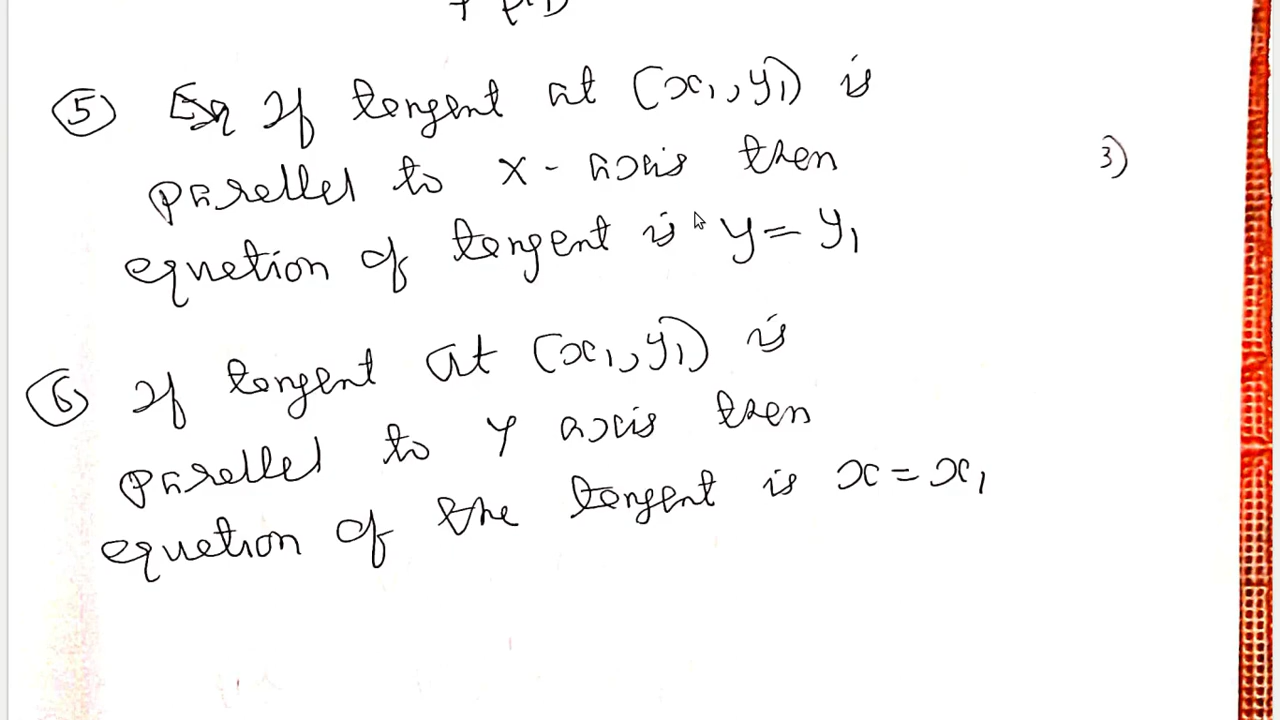 ⑤ If tangent at (x₁, y₁) is
parallel to X - axis then
3)
equation of tangent is y = y₁
⑥ If tangent at (x₁, y₁) is
parallel to Y axis then
equation of the tangent is x = x₁